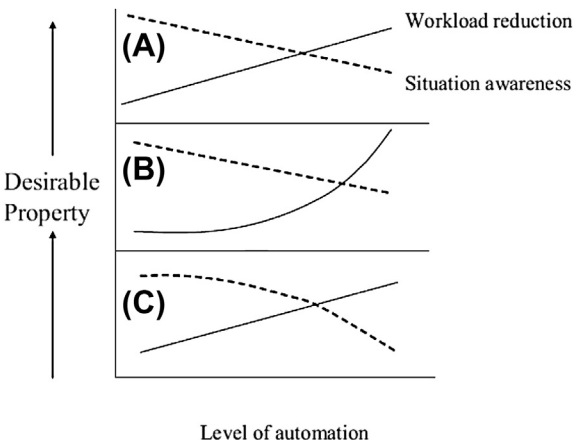 (A)
Workload reduction
Situation awareness
(B)
Desirable
Property
(C)
Level of automation